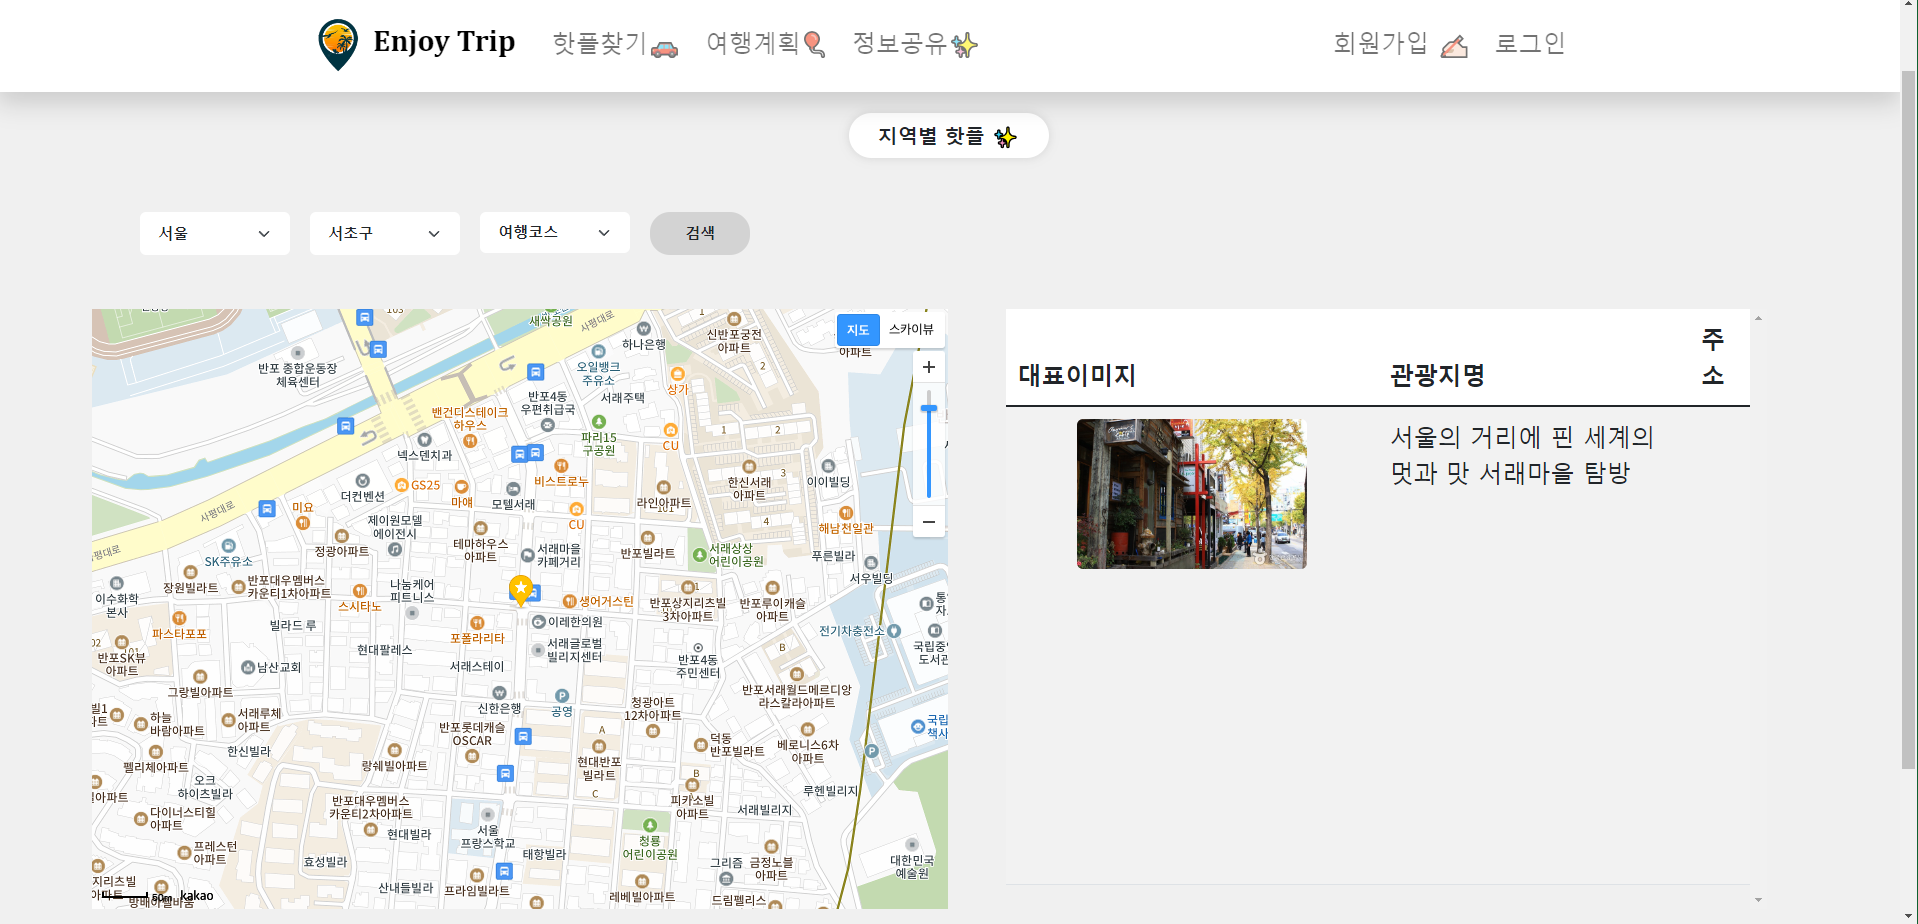 Enjoy Trip
핫플찾기
여행계획
정보공유
회원가입
로그인
지역별 핫플
서울
서초구
여행코스
검색
지도
스카이뷰
대표이미지
관광지명
주
소
서울의 거리에 핀 세계의
멋과 맛 서래마을 탐방
새싹공원
사평대로
하나은행
신반포궁전
아파트
아파트
반포 종합운동장
체육센터
오일뱅크
주유소
상가
반포4동
우편취급국
서래주택
밴건디스테이크
하우스
파리15
구공원
CU
넥스덴치과
GS25
비스트로누
한신서래
아파트
이이빌딩
더컨벤션
마얘
모텔서래
라인아파트
101
사평대로
미요
CU
해남천일관
제이원모델
에이전시
정광아파트
테마하우스
아파트
서래마을
카페거리
반포빌라트
서래상상
어린이공원
푸른빌라
서우빌딩
평대로
SK주유소
장원빌라트
반포대우멤버스
카운티1차아파트
나눔케어
피트니스
이수화학
본사
스시타노
생어거스틴
반포상지리츠빌
3차아파트
반포루이캐슬
아파트
파스타포포
빌라드 루
포폴라리타
이레한의원
전기차충전소
서래글로벌
빌리지센터
현대팔레스
반포SK뷰
아파트
남산교회
서래스테이
반포4동
주민센터
그랑빌아파트
반포서래월드메르디앙
라스칼라아파트
신한은행
공영
청광아트
12차아파트
하늘
바람아파트
서래루체
아파트
한신빌라
반포롯데캐슬
OSCAR
덕동
반포빌라트
베로니스6차
아파트
펠리체아파트
랑쉐빌아파트
현대반포
빌라트
오크
하이츠빌라
루헨빌리지
반포대우멤버스
카운티2차아파트
피카소빌
아파트
서래빌리지
다이너스티힐
아파트
현대빌라
서울
프랑스학교
청룡
어린이공원
프레스턴
아파트
효성빌라
태항빌라
그리즘
금정노블
아파트
대한민국
예술원
지리츠빌
산내들빌라
프라임빌라트
레베빌아파트
드림펠리스
50m
kakao